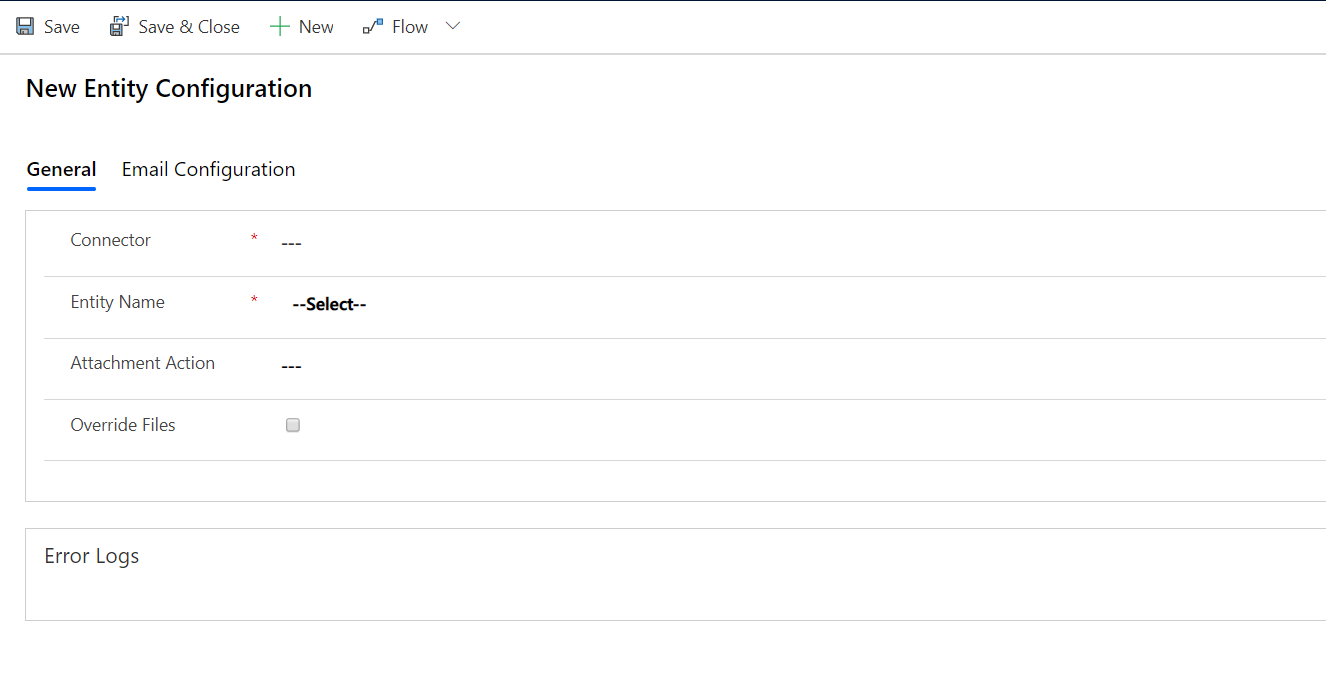 Save Save & Close New Flow
New Entity Configuration
General Email Configuration
Connector * ---
Entity Name * --Select--
Attachment Action ---
Override Files
Error Logs